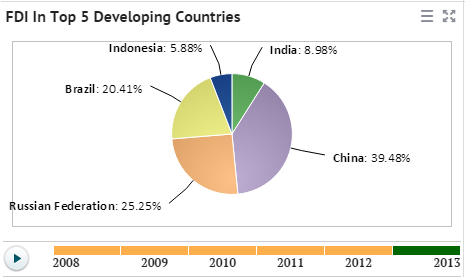 FDI In Top 5 Developing Countries
Indonesia: 5.88%
India: 8.98%
Brazil: 20.41%
China: 39.48%
Russian Federation: 25.25%
2008 2009 2010 2011 2012 2013